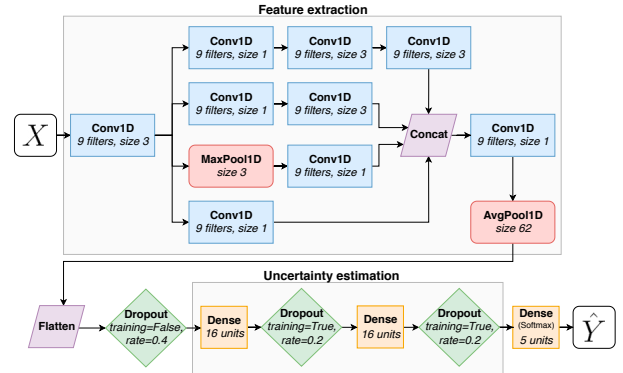 Feature extraction
Conv1D
9 filters, size 1
Conv1D
9 filters, size 3
Conv1D
9 filters, size 3
X
Conv1D
9 filters, size 3
Conv1D
9 filters, size 1
Conv1D
9 filters, size 3
MaxPool1D
size 3
Conv1D
9 filters, size 1
Conv1D
9 filters, size 1
Concat
Conv1D
9 filters, size 1
AvgPool1D
size 62
Uncertainty estimation
Flatten
Dropout
training=False,
rate=0.4
Dense
16 units
Dropout
training=True,
rate=0.2
Dense
16 units
Dropout
training=True,
rate=0.2
Dense
(Softmax)
5 units
Ŷ